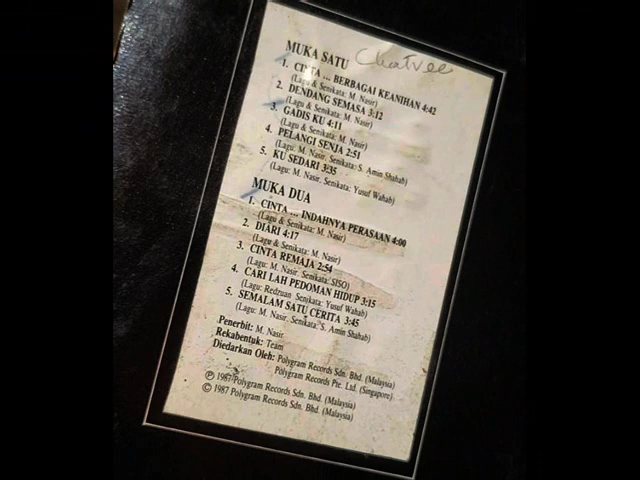 MUKA SATU Chatvee
1. CINTA ... BERBAGAI KEANIHAN 4:42
(Lagu & Senikata: M. Nasir)
2. DENDANG SEMASA 3:12
(Lagu & Senikata: M. Nasir)
3. GADIS KU 4:11
(Lagu & Senikata: M. Nasir)
4. PELANGI SENJA 2:51
(Lagu: M. Nasir, Senikata: S. Amin Shahab)
5. KU SEDARI 3:35
(Lagu: M. Nasir, Senikata: Yusuf Wahab)
MUKA DUA
1. CINTA ... INDAHNYA PERASAAN 4:00
(Lagu & Senikata: M. Nasir)
2. DIARI 4:17
(Lagu & Senikata: M. Nasir)
3. CINTA REMAJA 2:54
(Lagu: M. Nasir, Senikata: SISO)
4. CARI LAH PEDOMAN HIDUP 3:15
(Lagu: Redzuan, Senikata: Yusuf Wahab)
5. SEMALAM SATU CERITA 3:45
(Lagu: M. Nasir, Senikata: S. Amin Shahab)
Penerbit: M. Nasir
Rekabentuk: Team
Diedarkan Oleh: Polygram Records Sdn. Bhd. (Malaysia)
Polygram Records Pte. Ltd. (Singapore)
℗ 1987 Polygram Records Sdn. Bhd. (Malaysia)
© 1987 Polygram Records Sdn. Bhd. (Malaysia)